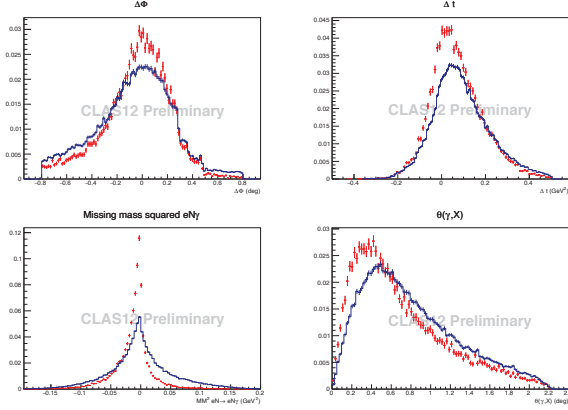 ΔΦ
0.03
0.025
0.02
0.015
0.01
0.005
0
CLAS12 Preliminary
-0.8 -0.6 -0.4 -0.2 0 0.2 0.4 0.6 0.8
ΔΦ (deg)
Δ t
0.045
0.04
0.035
0.03
0.025
0.02
0.015
0.01
0.005
0
CLAS12 Preliminary
-0.4 -0.2 0 0.2 0.4
Δ t (GeV²)
Missing mass squared eNγ
0.12
0.1
0.08
0.06
0.04
0.02
0
CLAS12 Preliminary
-0.15 -0.1 -0.05 0 0.05 0.1 0.15 0.2
MM² eN→ eNγ (GeV²)
θ(γ,X)
0.03
0.025
0.02
0.015
0.01
0.005
0
CLAS12 Preliminary
0 0.2 0.4 0.6 0.8 1 1.2 1.4 1.6 1.8 2 2.2 2.4
θ(γ,X) (deg)